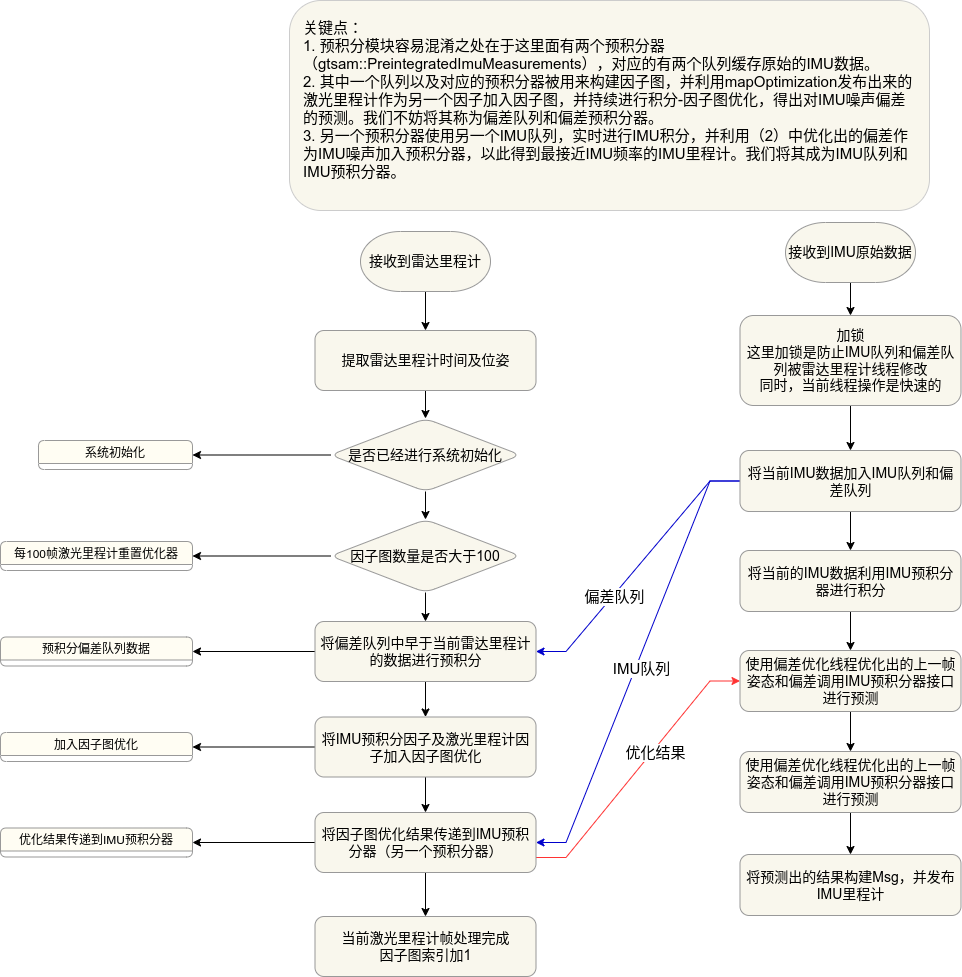 关键点：
1. 预积分模块容易混淆之处在于这里面有两个预积分器
（gtsam::PreintegratedImuMeasurements），对应的有两个队列缓存原始的IMU数据。
2. 其中一个队列以及对应的预积分器被用来构建因子图，并利用mapOptimization发布出来的
激光里程计作为另一个因子加入因子图，并持续进行积分-因子图优化，得出对IMU噪声偏差
的预测。我们不妨将其称为偏差队列和偏差预积分器。
3. 另一个预积分器使用另一个IMU队列，实时进行IMU积分，并利用（2）中优化出的偏差作
为IMU噪声加入预积分器，以此得到最接近IMU频率的IMU里程计。我们将其成为IMU队列和
IMU预积分器。
接收到雷达里程计
提取雷达里程计时间及位姿
是否已经进行系统初始化
系统初始化
因子图数量是否大于100
每100帧激光里程计重置优化器
将偏差队列中早于当前雷达里程计
的数据进行预积分
预积分偏差队列数据
将IMU预积分因子及激光里程计因
子加入因子图优化
加入因子图优化
将因子图优化结果传递到IMU预积
分器（另一个预积分器）
优化结果传递到IMU预积分器
当前激光里程计帧处理完成
因子图索引加1
偏差队列
IMU队列
优化结果
接收到IMU原始数据
加锁
这里加锁是防止IMU队列和偏差队
列被雷达里程计线程修改
同时，当前线程操作是快速的
将当前IMU数据加入IMU队列和偏
差队列
将当前的IMU数据利用IMU预积分
器进行积分
使用偏差优化线程优化出的上一帧
姿态和偏差调用IMU预积分器接口
进行预测
使用偏差优化线程优化出的上一帧
姿态和偏差调用IMU预积分器接口
进行预测
将预测出的结果构建Msg，并发布
IMU里程计